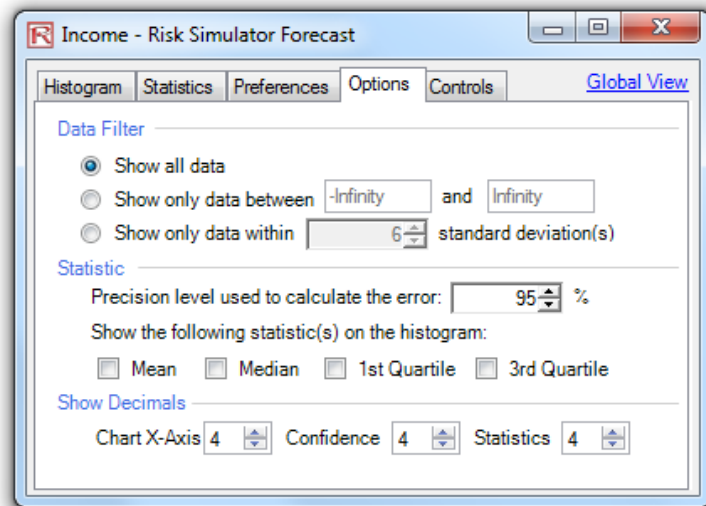 R Income - Risk Simulator Forecast
Histogram Statistics Preferences Options Controls Global View
Data Filter
Show all data
Show only data between -Infinity and Infinity
Show only data within 6 standard deviation(s)
Statistic
Precision level used to calculate the error: 95 %
Show the following statistic(s) on the histogram:
Mean Median 1st Quartile 3rd Quartile
Show Decimals
Chart X-Axis 4 Confidence 4 Statistics 4